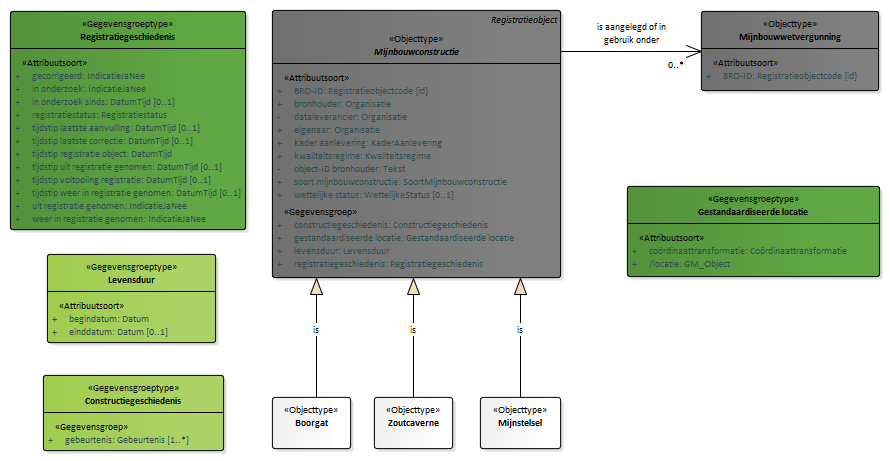 «Gegevensgroeptype»
Registratiegeschiedenis
«Attribuutsoort»
+ gecorrigeerd: IndicatieJaNee
+ in onderzoek: IndicatieJaNee
+ in onderzoek sinds: DatumTijd [0..1]
+ registratiestatus: Registratiestatus
+ tijdstip laatste aanvulling: DatumTijd [0..1]
+ tijdstip laatste correctie: DatumTijd [0..1]
+ tijdstip registratie object: DatumTijd
+ tijdstip uit registratie genomen: DatumTijd [0..1]
+ tijdstip voltooiing registratie: DatumTijd [0..1]
+ tijdstip weer in registratie genomen: DatumTijd [0..1]
+ uit registratie genomen: IndicatieJaNee
+ weer in registratie genomen: IndicatieJaNee
«Gegevensgroeptype»
Levensduur
«Attribuutsoort»
+ begindatum: Datum
+ einddatum: Datum [0..1]
«Gegevensgroeptype»
Constructiegeschiedenis
«Gegevensgroep»
+ gebeurtenis: Gebeurtenis [1..*]
Registratieobject
«Objecttype»
Mijnbouwconstructie
«Attribuutsoort»
+ BRO-ID: Registratieobjectcode {id}
+ bronhouder: Organisatie
- dataleverancier: Organisatie
+ eigenaar: Organisatie
+ kader aanlevering: KaderAanlevering
+ kwaliteitsregime: Kwaliteitsregime
- object-ID bronhouder: Tekst
+ soort mijnbouwconstructie: SoortMijnbouwconstructie
+ wettelijke status: WettelijkeStatus [0..1]
«Gegevensgroep»
+ constructiegeschiedenis: Constructiegeschiedenis
+ gestandaardiseerde locatie: Gestandaardiseerde locatie
+ levensduur: Levensduur
+ registratiegeschiedenis: Registratiegeschiedenis
is
is
is
«Objecttype»
Boorgat
«Objecttype»
Zoutcaverne
«Objecttype»
Mijnstelsel
is aangelegd of in
gebruik onder
0..*
«Objecttype»
Mijnbouwwetvergunning
«Attribuutsoort»
+ BRO-ID: Registratieobjectcode {id}
«Gegevensgroeptype»
Gestandaardiseerde locatie
«Attribuutsoort»
+ coördinaattransformatie: Coördinaattransformatie
+ /locatie: GM_Object